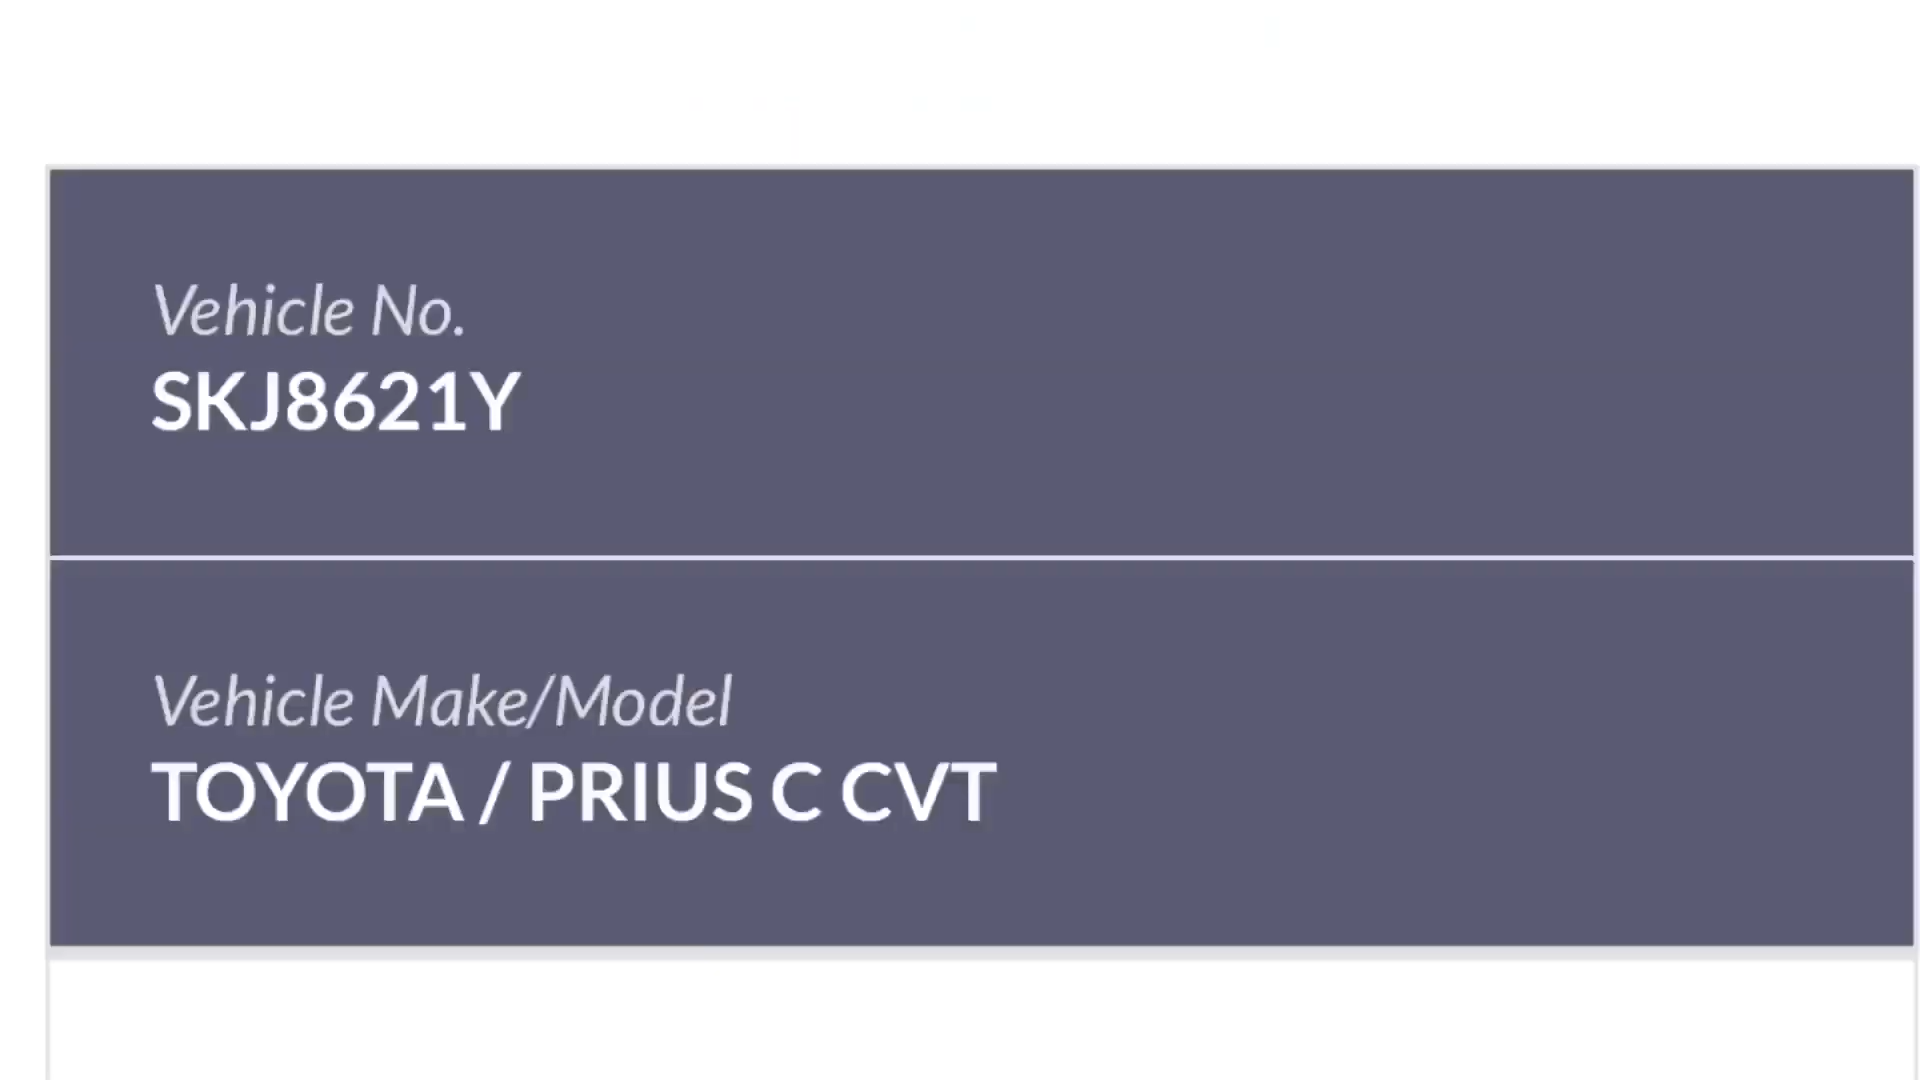 Vehicle No.
SKJ8621Y
Vehicle Make/Model
TOYOTA / PRIUS C CVT